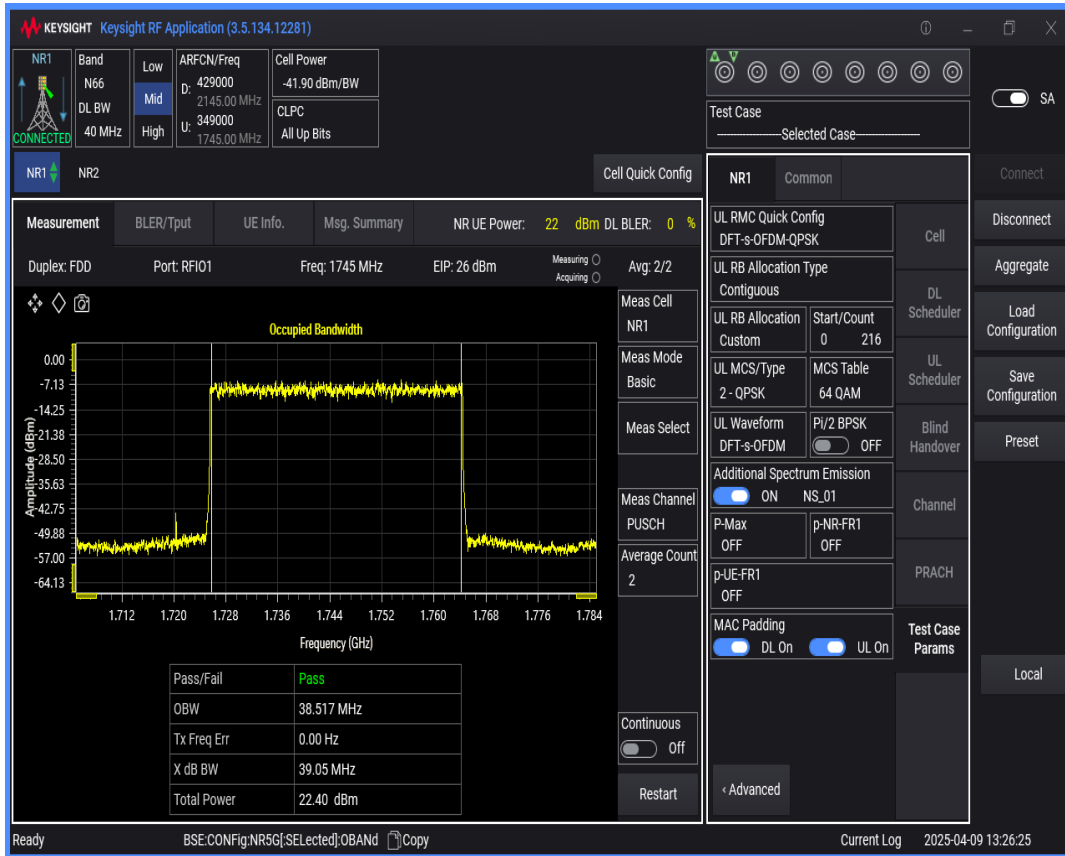 KEYSIGHT Keysight RF Application (3.5.134.12281)
NR1
CONNECTED
Band
N66
DL BW
40 MHz
Low
Mid
High
ARFCN/Freq
D: 429000
2145.00 MHz
U: 349000
1745.00 MHz
Cell Power
-41.90 dBm/BW
CLPC
All Up Bits
Test Case
--------------------Selected Case--------------------
SA
NR1
NR2
Cell Quick Config
Measurement
BLER/Tput
UE Info.
Msg. Summary
NR UE Power: 22 dBm DL BLER: 0 %
Duplex: FDD
Port: RFIO1
Freq: 1745 MHz
EIP: 26 dBm
Measuring
Acquiring
Avg: 2/2
Occupied Bandwidth
Amplitude (dBm)
0.00
-7.13
-14.25
-21.38
-28.50
-35.63
-42.75
-49.88
-57.00
-64.13
1.712 1.720 1.728 1.736 1.744 1.752 1.760 1.768 1.776 1.784
Frequency (GHz)
Pass/Fail Pass
OBW 38.517 MHz
Tx Freq Err 0.00 Hz
X dB BW 39.05 MHz
Total Power 22.40 dBm
Meas Cell
NR1
Meas Mode
Basic
Meas Select
Meas Channel
PUSCH
Average Count
2
Continuous
Off
Restart
NR1
Common
UL RMC Quick Config
DFT-s-OFDM-QPSK
UL RB Allocation Type
Contiguous
UL RB Allocation
Custom
Start/Count
0 216
UL MCS/Type
2 - QPSK
MCS Table
64 QAM
UL Waveform
DFT-s-OFDM
Pi/2 BPSK
OFF
Additional Spectrum Emission
ON NS_01
P-Max
OFF
p-NR-FR1
OFF
p-UE-FR1
OFF
MAC Padding
DL On UL On
‹ Advanced
Cell
DL
Scheduler
UL
Scheduler
Blind
Handover
Channel
PRACH
Test Case
Params
Connect
Disconnect
Aggregate
Load
Configuration
Save
Configuration
Preset
Local
Ready
BSE:CONFig:NR5G[:SELected]:OBANd Copy
Current Log
2025-04-09 13:26:25